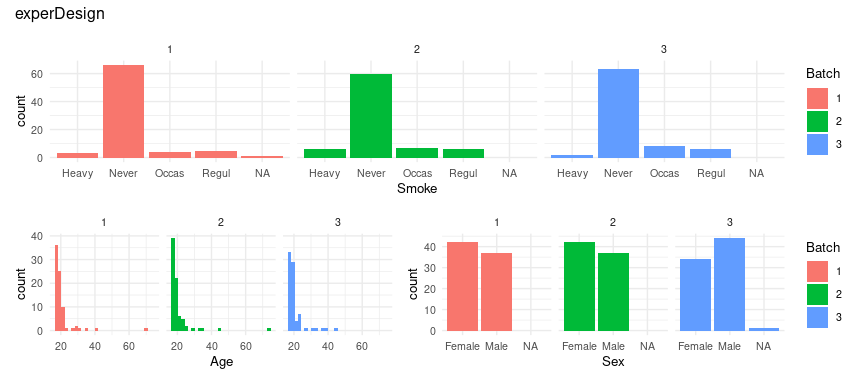 experDesign
1 2 3
count
60
40
20
0
Heavy Never Occas Regul NA Heavy Never Occas Regul NA Heavy Never Occas Regul NA
Smoke
Batch
1
2
3
1 2 3
count
40
30
20
10
0
20 40 60 20 40 60 20 40 60
Age
1 2 3
count
40
30
20
10
0
Female Male NA Female Male NA Female Male NA
Sex
Batch
1
2
3